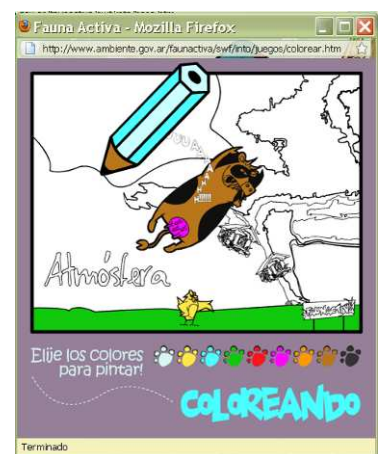 Fauna Activa - Mozilla Firefox
http://www.ambiente.gov.ar/faunactiva/swf/into/juegos/colorear.htm
Atmósfera
Elije los colores
para pintar!
COLOREANDO
Terminado